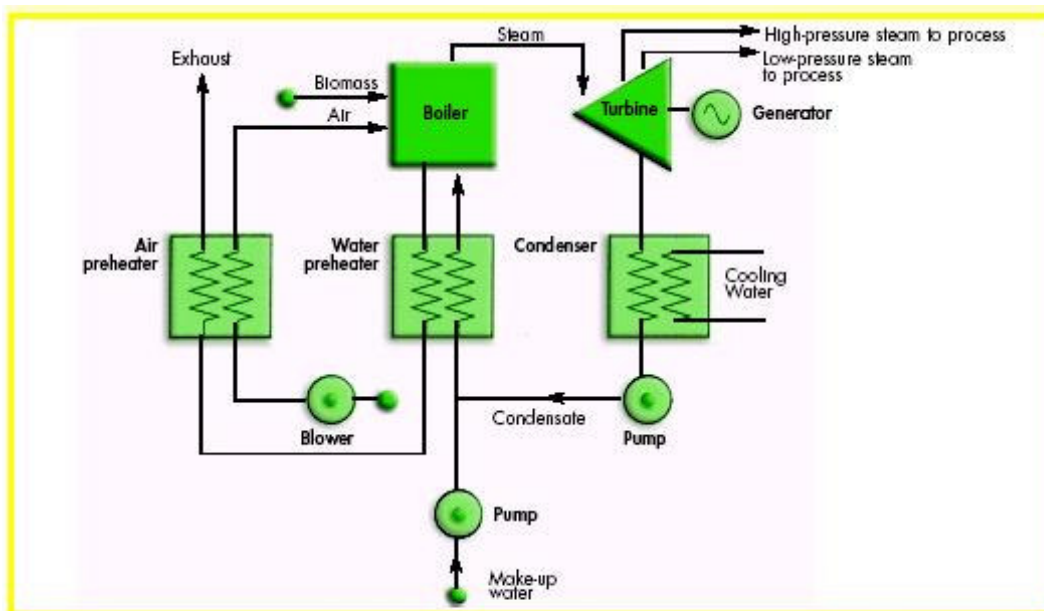 Steam
High-pressure steam to process
Low-pressure steam
to process
Exhaust
Biomass
Air
Boiler
Turbine
Generator
Air
preheater
Water
preheater
Condenser
Cooling
Water
Blower
Condensate
Pump
Pump
Make-up
water